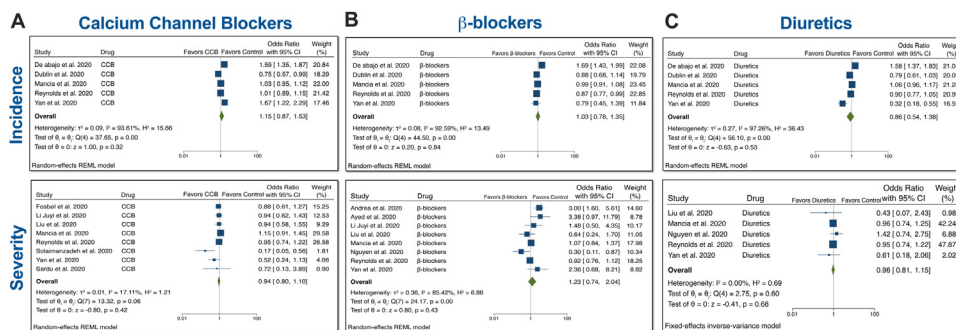 A
Calcium Channel Blockers
B
β-blockers
C
Diuretics
Incidence
Favors CCB Favors Control
Odds Ratio Weight
Study Drug with 95% CI (%)
De abajo et al. 2020 CCB 1.59 [ 1.35, 1.87] 20.84
Dublin et al. 2020 CCB 0.75 [ 0.57, 0.99] 18.29
Mancia et al. 2020 CCB 1.03 [ 0.95, 1.12] 22.00
Reynolds et al. 2020 CCB 1.01 [ 0.89, 1.15] 21.42
Yan et al. 2020 CCB 1.67 [ 1.22, 2.29] 17.46
Overall 1.15 [ 0.87, 1.53]
Heterogeneity: τ² = 0.09, I² = 93.61%, H² = 15.66
Test of θᵢ = θⱼ: Q(4) = 37.65, p = 0.00
Test of θ = 0: z = 1.00, p = 0.32
0.01 1 100
Random-effects REML model
Favors β-blockers Favors Control
Odds Ratio Weight
Study Drug with 95% CI (%)
De abajo et al. 2020 β-blockers 1.69 [ 1.43, 1.99] 22.08
Dublin et al. 2020 β-blockers 0.88 [ 0.68, 1.14] 19.79
Mancia et al. 2020 β-blockers 0.99 [ 0.91, 1.08] 23.45
Reynolds et al. 2020 β-blockers 0.87 [ 0.77, 0.99] 22.85
Yan et al. 2020 β-blockers 0.79 [ 0.45, 1.39] 11.84
Overall 1.03 [ 0.78, 1.35]
Heterogeneity: τ² = 0.08, I² = 92.59%, H² = 13.49
Test of θᵢ = θⱼ: Q(4) = 44.50, p = 0.00
Test of θ = 0: z = 0.20, p = 0.84
0.01 1 100
Random-effects REML model
Favors Diuretics Favors Control
Odds Ratio Weight
Study Drug with 95% CI (%)
De abajo et al. 2020 Diuretics 1.58 [ 1.37, 1.83]
Dublin et al. 2020 Diuretics 0.79 [ 0.61, 1.03]
Mancia et al. 2020 Diuretics 1.06 [ 0.96, 1.17]
Reynolds et al. 2020 Diuretics 0.90 [ 0.77, 1.05]
Yan et al. 2020 Diuretics 0.32 [ 0.18, 0.55]
Overall 0.86 [ 0.54, 1.38]
Heterogeneity: τ² = 0.27, I² = 97.26%, H² = 36.43
Test of θᵢ = θⱼ: Q(4) = 56.10, p = 0.00
Test of θ = 0: z = -0.63, p = 0.53
0.01 1 100
Random-effects REML model
Severity
Favors CCB Favors Control
Odds Ratio Weight
Study Drug with 95% CI (%)
Fosbel et al. 2020 CCB 0.88 [ 0.61, 1.27] 15.25
Li Juyi et al. 2020 CCB 0.94 [ 0.62, 1.43] 12.53
Liu et al. 2020 CCB 0.94 [ 0.58, 1.55] 9.29
Mancia et al. 2020 CCB 1.15 [ 0.91, 1.45] 29.58
Reynolds et al. 2020 CCB 0.95 [ 0.74, 1.22] 26.58
Solaimanzadeh et al. 2020 CCB 0.17 [ 0.05, 0.56] 1.81
Yan et al. 2020 CCB 0.52 [ 0.24, 1.13] 4.06
Sardu et al. 2020 CCB 0.72 [ 0.13, 3.89] 0.90
Overall 0.94 [ 0.80, 1.10]
Heterogeneity: τ² = 0.01, I² = 17.11%, H² = 1.21
Test of θᵢ = θⱼ: Q(7) = 13.32, p = 0.06
Test of θ = 0: z = -0.80, p = 0.42
0.01 1 100
Random-effects REML model
Favors β-blockers Favors Control
Odds Ratio Weight
Study Drug with 95% CI (%)
Andrea et al. 2020 β-blockers 3.00 [ 1.60, 5.61] 14.60
Ayed et al. 2020 β-blockers 3.38 [ 0.97, 11.79] 8.78
Li Juyi et al. 2020 β-blockers 1.48 [ 0.50, 4.35] 10.17
Liu et al. 2020 β-blockers 0.64 [ 0.24, 1.70] 11.05
Mancia et al. 2020 β-blockers 1.07 [ 0.84, 1.37] 17.98
Nguyen et al. 2020 β-blockers 0.30 [ 0.11, 0.87] 10.34
Reynolds et al. 2020 β-blockers 0.92 [ 0.76, 1.12] 18.25
Yan et al. 2020 β-blockers 2.36 [ 0.68, 8.21] 8.82
Overall 1.23 [ 0.74, 2.04]
Heterogeneity: τ² = 0.36, I² = 85.42%, H² = 6.86
Test of θᵢ = θⱼ: Q(7) = 24.17, p = 0.00
Test of θ = 0: z = 0.80, p = 0.43
0.01 1 100
Random-effects REML model
Favors Diuretics Favors Control
Odds Ratio Weight
Study Drug with 95% CI (%)
Liu et al. 2020 Diuretics 0.43 [ 0.07, 2.43] 0.98
Mancia et al. 2020 Diuretics 0.96 [ 0.74, 1.25] 42.24
Nguyen et al. 2020 Diuretics 1.42 [ 0.74, 2.75] 6.88
Reynolds et al. 2020 Diuretics 0.95 [ 0.74, 1.22] 47.87
Yan et al. 2020 Diuretics 0.61 [ 0.18, 2.06] 2.02
Overall 0.96 [ 0.81, 1.15]
Heterogeneity: I² = 0.00%, H² = 0.69
Test of θᵢ = θⱼ: Q(4) = 2.75, p = 0.60
Test of θ = 0: z = -0.41, p = 0.68
0.01 1 100
Fixed-effects inverse-variance model